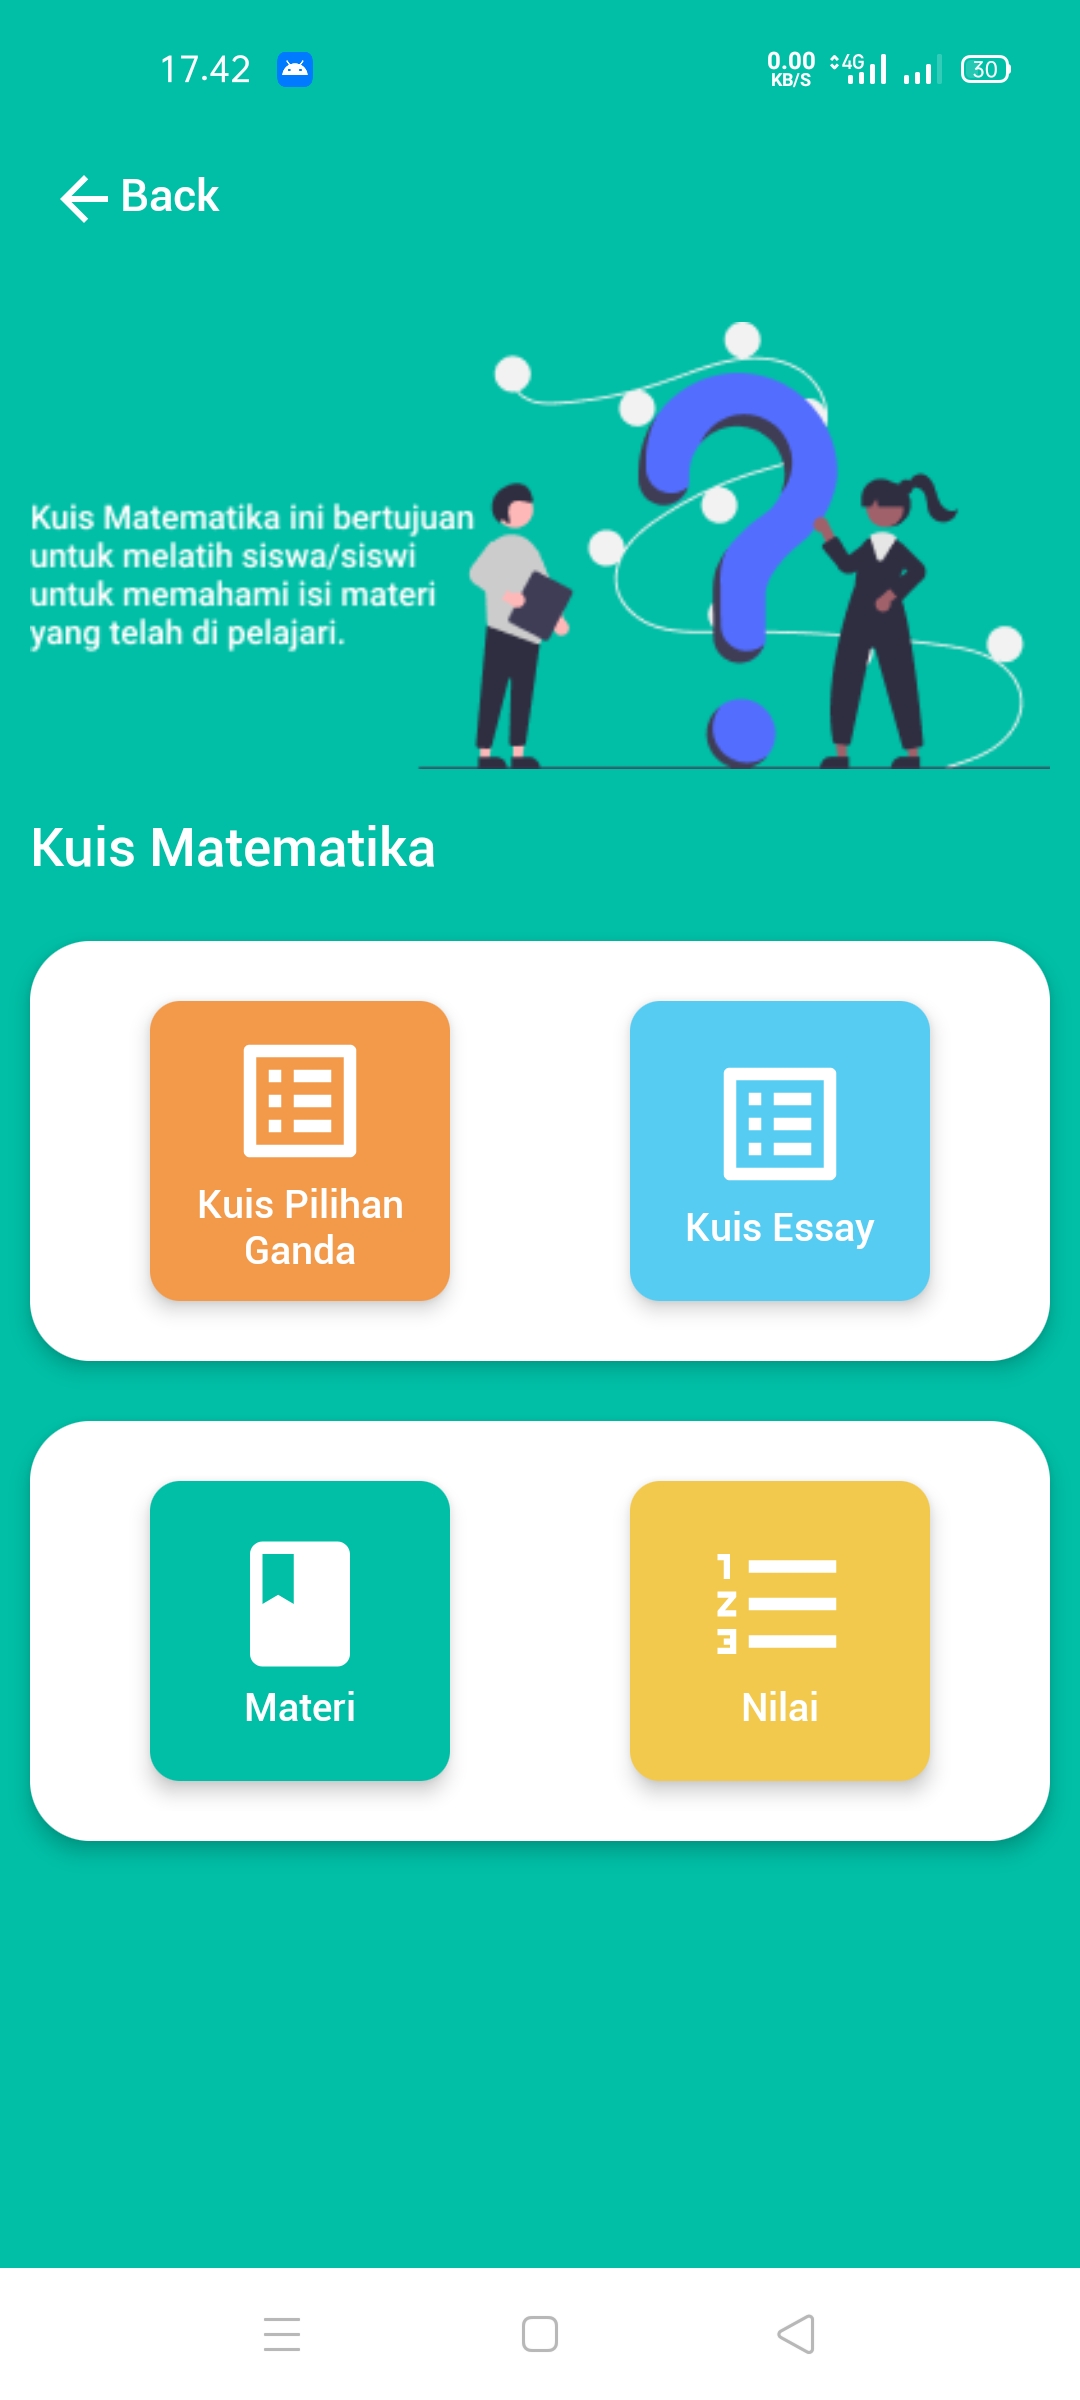 17.42
0.00
KB/S
4G
30
Back
Kuis Matematika ini bertujuan
untuk melatih siswa/siswi
untuk memahami isi materi
yang telah di pelajari.
Kuis Matematika
Kuis Pilihan
Ganda
Kuis Essay
Materi
1
2
3
Nilai